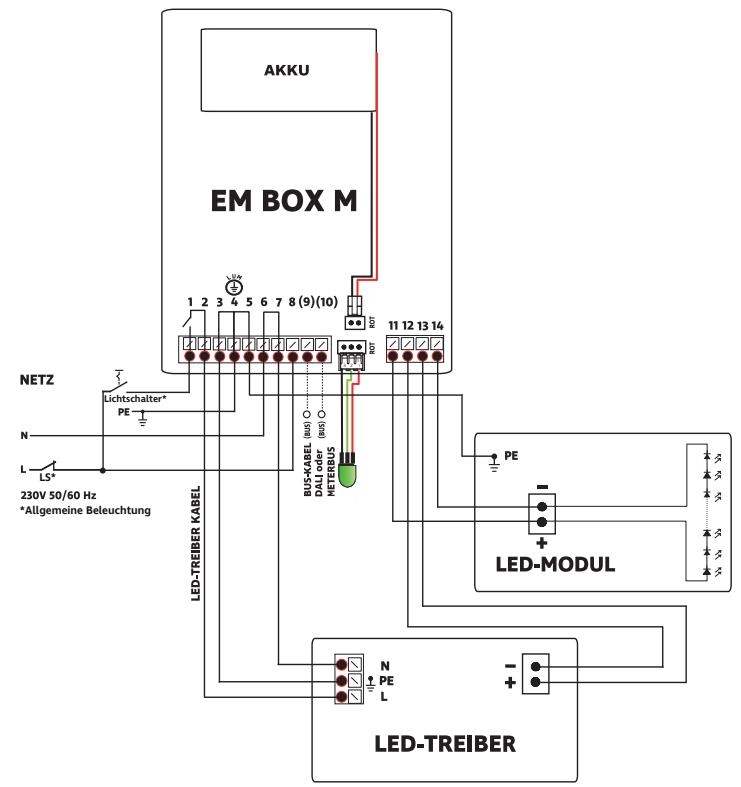 AKKU
EM BOX M
LUM
1 2 3 4 5 6 7 8 (9)(10)
ROT
11 12 13 14
ROT
NETZ
Lichtschalter*
PE
N
L
LS*
230V 50/60 Hz
*Allgemeine Beleuchtung
LED-TREIBER KABEL
(BUS)
(BUS)
BUS-KABEL
DALI oder
METERBUS
PE
-
+
LED-MODUL
N
PE
L
-
+
LED-TREIBER